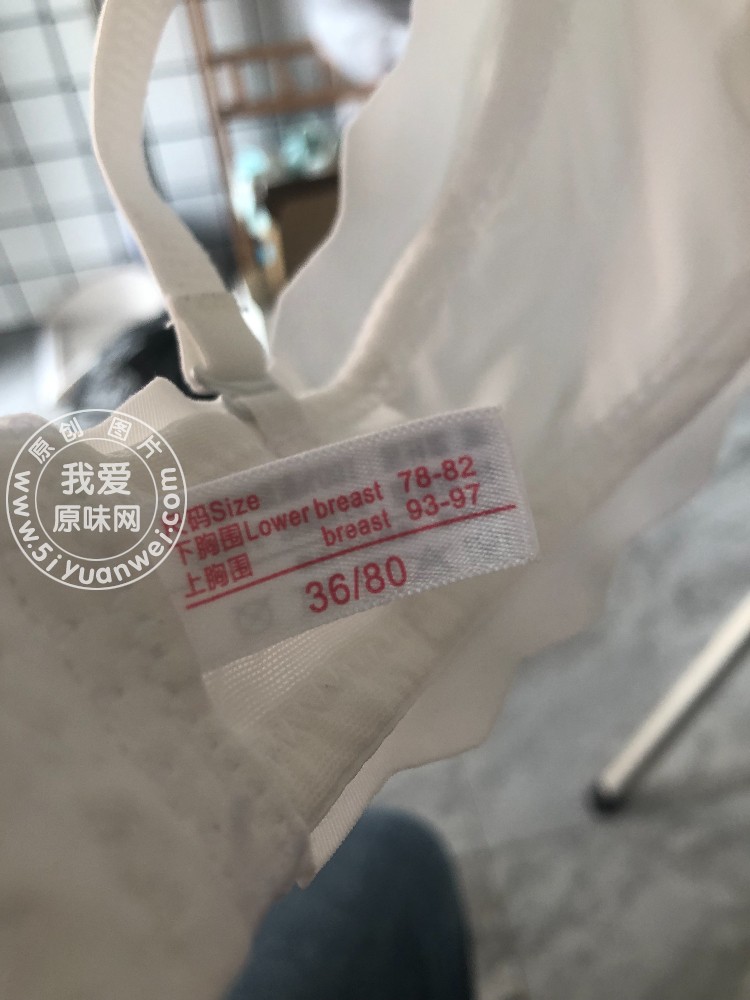 原创图片
我爱
原味网
www.5iyuanwei.com
码Size
下胸围Lower breast 78-82
上胸围 breast 93-97
36/80